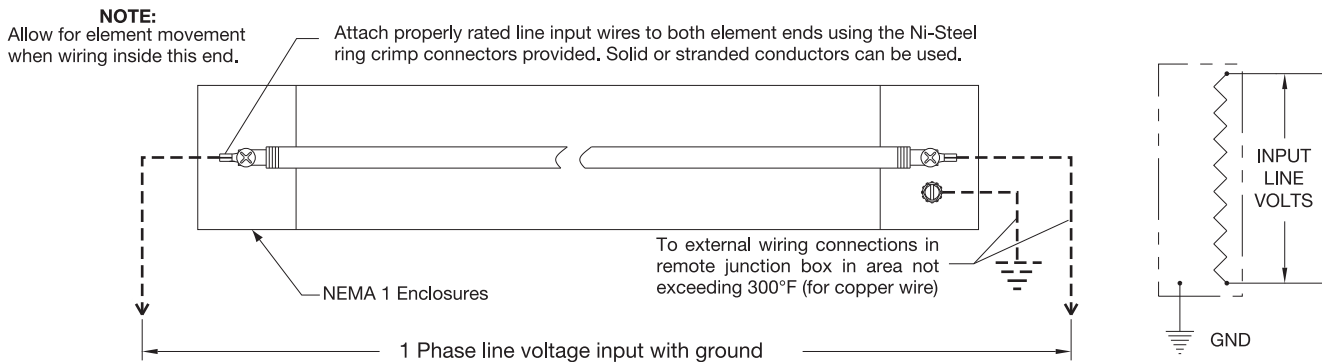 NOTE:
Allow for element movement
when wiring inside this end.
Attach properly rated line input wires to both element ends using the Ni-Steel
ring crimp connectors provided. Solid or stranded conductors can be used.
INPUT
LINE
VOLTS
To external wiring connections in
remote junction box in area not
exceeding 300°F (for copper wire)
NEMA 1 Enclosures
GND
1 Phase line voltage input with ground